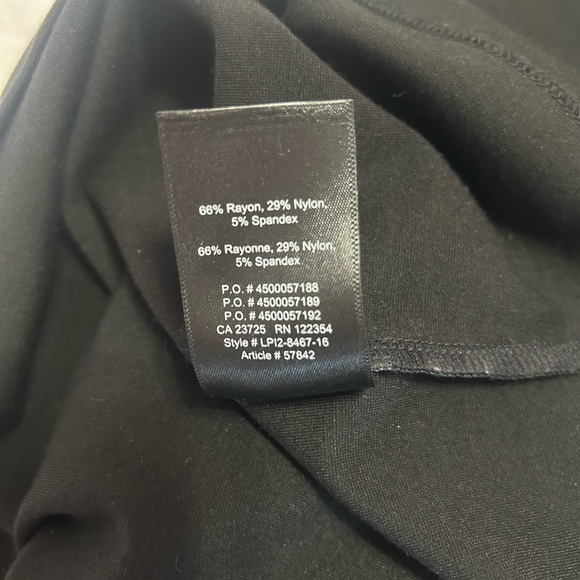 66% Rayon, 29% Nylon,
5% Spandex
66% Rayonne, 29% Nylon,
5% Spandex
P.O. # 4500057188
P.O. # 4500057189
P.O. # 4500057192
CA 23725 RN 122354
Style # LPI2-8467-16
Article # 57842